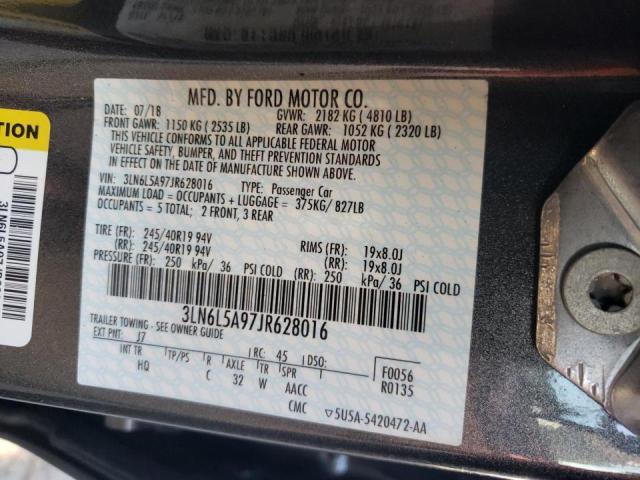 MFD. BY FORD MOTOR CO.
DATE: 07/18 GVWR: 2182 KG ( 4810 LB)
FRONT GAWR: 1150 KG ( 2535 LB) REAR GAWR: 1052 KG ( 2320 LB)
THIS VEHICLE CONFORMS TO ALL APPLICABLE FEDERAL MOTOR
VEHICLE SAFETY, BUMPER, AND THEFT PREVENTION STANDARDS
IN EFFECT ON THE DATE OF MANUFACTURE SHOWN ABOVE.
VIN: 3LN6L5A97JR628016 TYPE: Passenger Car
MAXIMUM LOAD = OCCUPANTS + LUGGAGE = 375KG/ 827LB
OCCUPANTS = 5 TOTAL; 2 FRONT, 3 REAR
TIRE (FR): 245/40R19 94V RIMS (FR): 19x8.0J
(RR): 245/40R19 94V (RR): 19x8.0J
PRESSURE (FR): 250 kPa/ 36 PSI COLD (RR): 250 kPa/ 36 PSI COLD
3LN6L5A97JR628016
TRAILER TOWING - SEE OWNER GUIDE
EXT PNT: J7 RC: 45 DSO: F0056
INT TR TP/PS R AXLE TR SPR R0135
HQ C 32 W AACC
CMC ▽5U5A-5420472-AA
TION